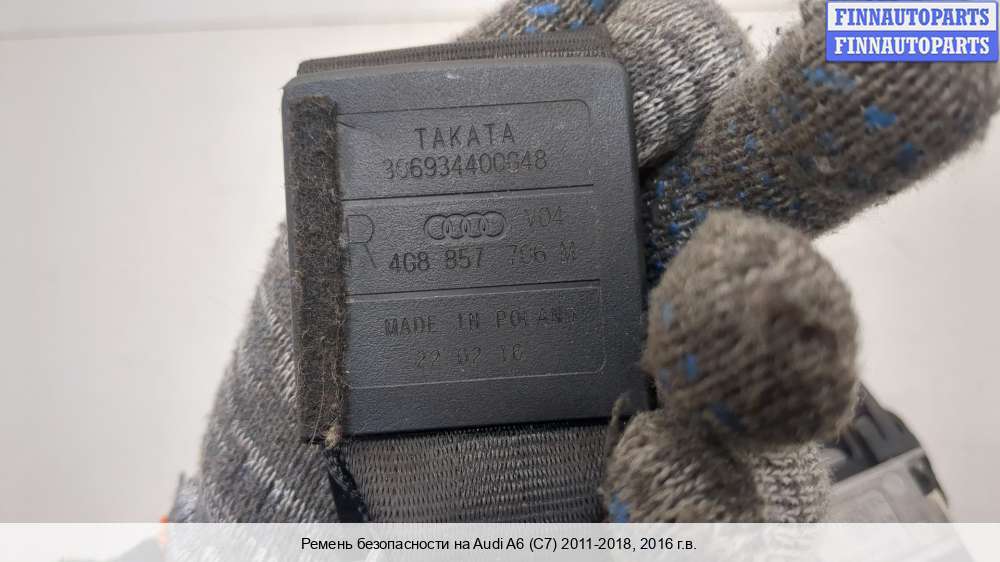 FINNAUTOPARTS
FINNAUTOPARTS
TAKATA
306934400648
R V04
4G8 857 706 M
MADE IN POLAND
22 02 16
Ремень безопасности на Audi A6 (C7) 2011-2018, 2016 г.в.